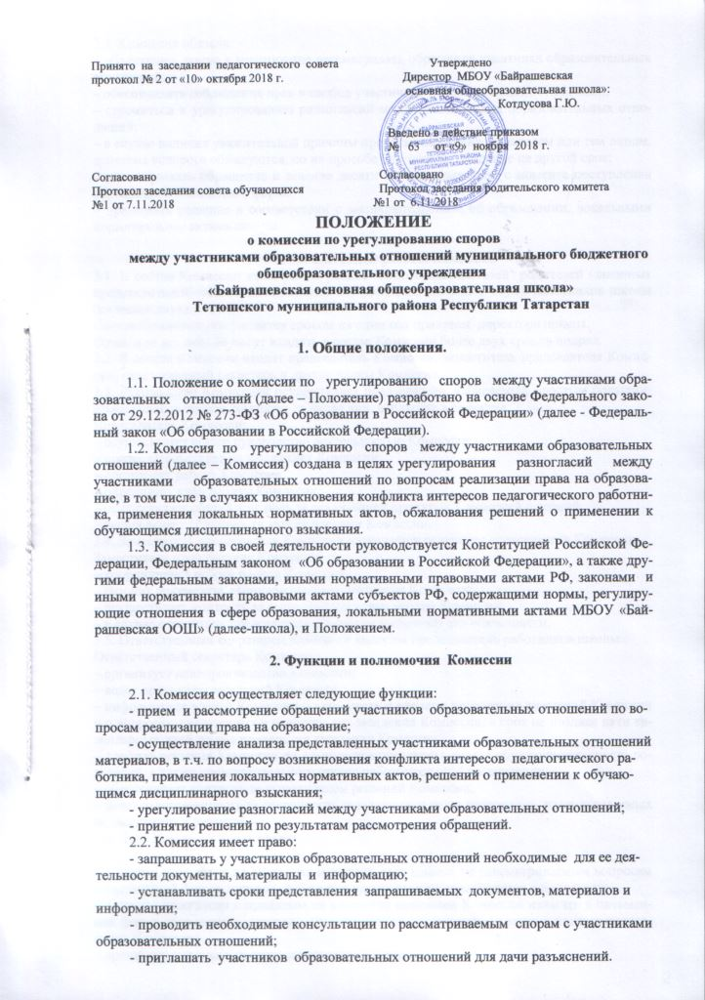 Принято на заседании педагогического совета
протокол № 2 от «10» октября 2018 г.
Утверждено
Директор МБОУ «Байрашевская
основная общеобразовательная школа»:
Котдусова Г.Ю.
Введено в действие приказом
№ 63 от «9» ноября 2018 г.
Согласовано
Протокол заседания совета обучающихся
№1 от 7.11.2018
Согласовано
Протокол заседания родительского комитета
№1 от 6.11.2018
ПОЛОЖЕНИЕ
о комиссии по урегулированию споров
между участниками образовательных отношений муниципального бюджетного
общеобразовательного учреждения
«Байрашевская основная общеобразовательная школа»
Тетюшского муниципального района Республики Татарстан
1. Общие положения.
1.1. Положение о комиссии по урегулированию споров между участниками обра-
зовательных отношений (далее – Положение) разработано на основе Федерального зако-
на от 29.12.2012 № 273-ФЗ «Об образовании в Российской Федерации» (далее - Федераль-
ный закон «Об образовании в Российской Федерации).
1.2. Комиссия по урегулированию споров между участниками образовательных
отношений (далее – Комиссия) создана в целях урегулирования разногласий между
участниками образовательных отношений по вопросам реализации права на образова-
ние, в том числе в случаях возникновения конфликта интересов педагогического работни-
ка, применения локальных нормативных актов, обжалования решений о применении к
обучающимся дисциплинарного взыскания.
1.3. Комиссия в своей деятельности руководствуется Конституцией Российской Фе-
дерации, Федеральным законом «Об образовании в Российской Федерации», а также дру-
гими федеральным законами, иными нормативными правовыми актами РФ, законами и
иными нормативными правовыми актами субъектов РФ, содержащими нормы, регулиру-
ющие отношения в сфере образования, локальными нормативными актами МБОУ «Бай-
рашевская ООШ» (далее-школа), и Положением.
2. Функции и полномочия Комиссии
2.1. Комиссия осуществляет следующие функции:
- прием и рассмотрение обращений участников образовательных отношений по во-
просам реализации права на образование;
- осуществление анализа представленных участниками образовательных отношений
материалов, в т.ч. по вопросу возникновения конфликта интересов педагогического ра-
ботника, применения локальных нормативных актов, решений о применении к обучаю-
щимся дисциплинарного взыскания;
- урегулирование разногласий между участниками образовательных отношений;
- принятие решений по результатам рассмотрения обращений.
2.2. Комиссия имеет право:
- запрашивать у участников образовательных отношений необходимые для ее дея-
тельности документы, материалы и информацию;
- устанавливать сроки представления запрашиваемых документов, материалов и
информации;
- проводить необходимые консультации по рассматриваемым спорам с участниками
образовательных отношений;
- приглашать участников образовательных отношений для дачи разъяснений.